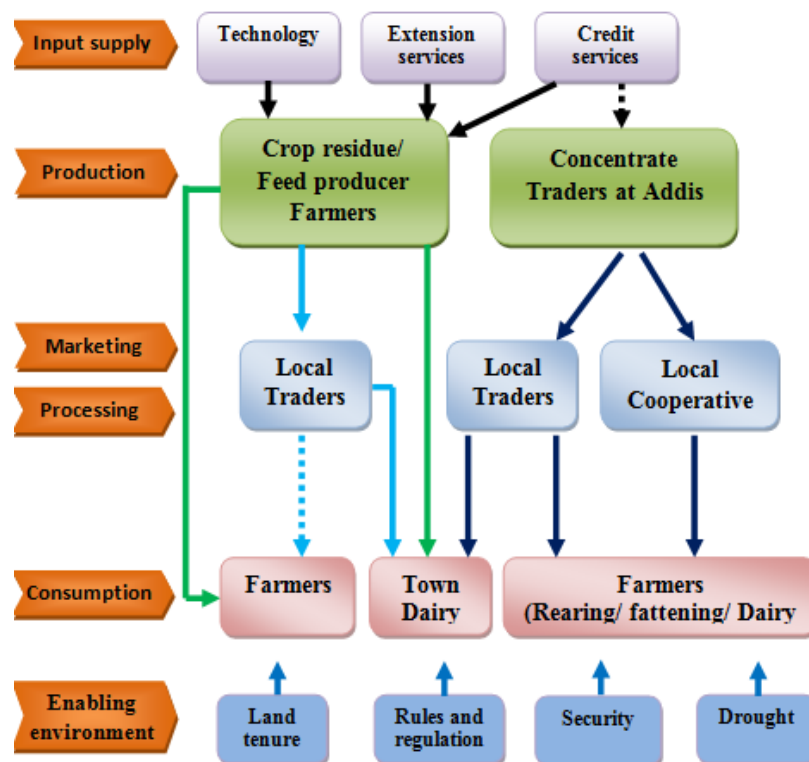 Input supply
Technology
Extension
services
Credit
services
Production
Crop residue/
Feed producer
Farmers
Concentrate
Traders at Addis
Marketing
Processing
Local
Traders
Local
Traders
Local
Cooperative
Consumption
Farmers
Town
Dairy
Farmers
(Rearing/ fattening/ Dairy
Enabling
environment
Land
tenure
Rules and
regulation
Security
Drought